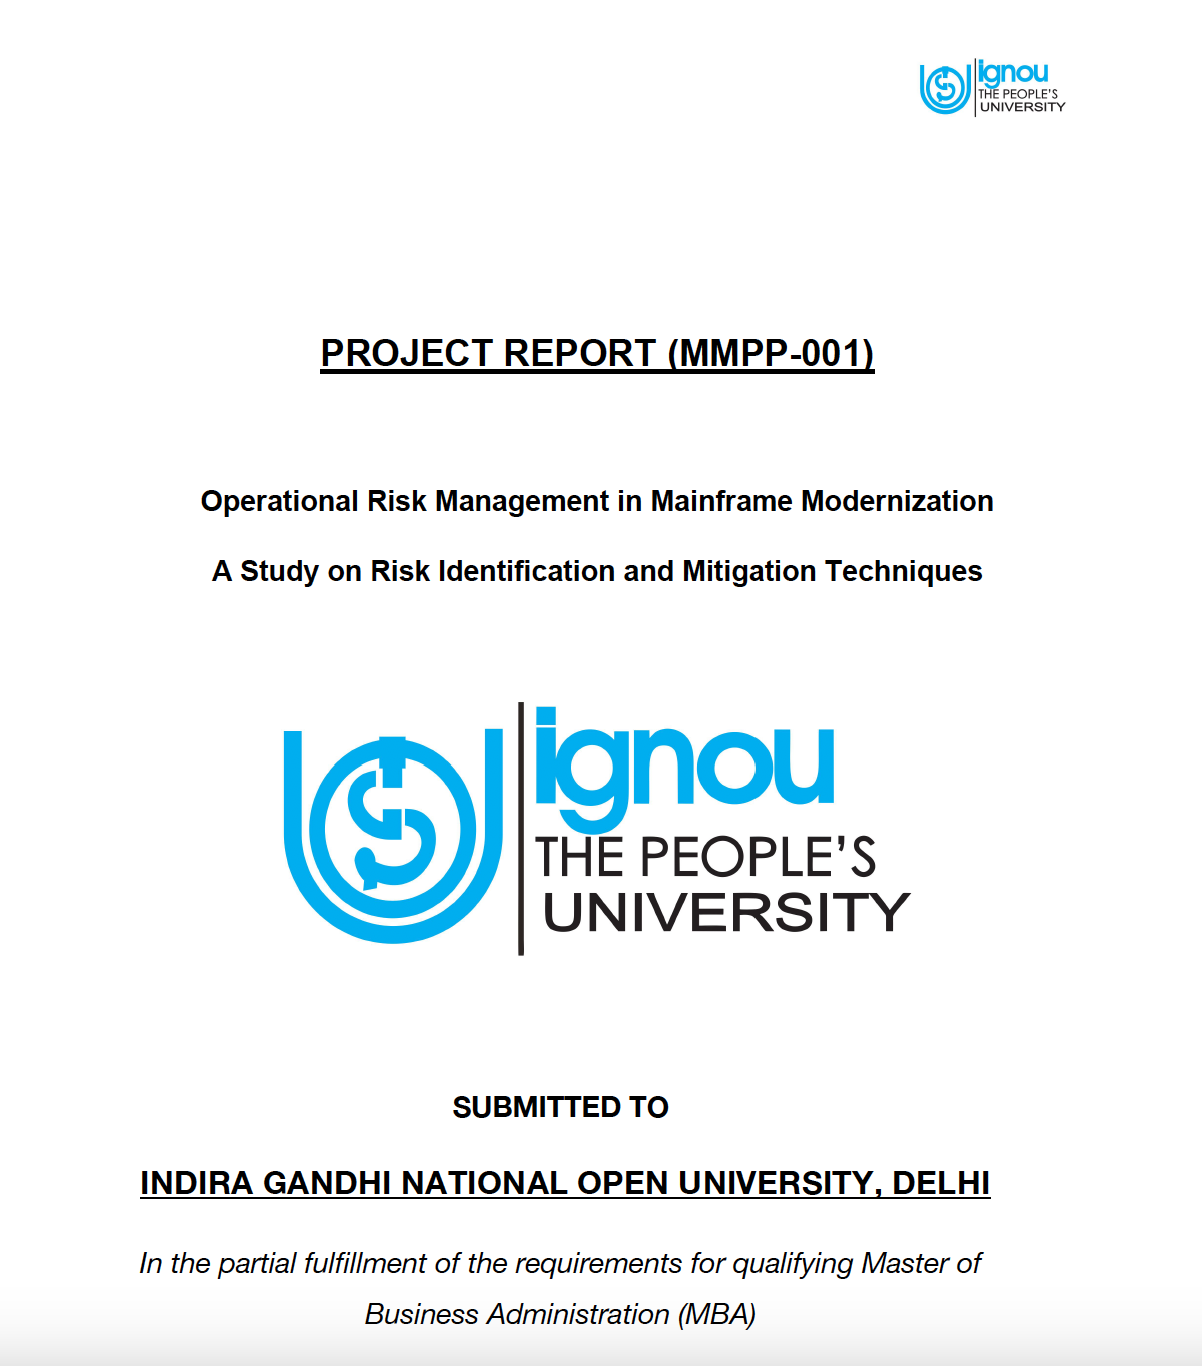 ignou
THE PEOPLE'S
UNIVERSITY
PROJECT REPORT (MMPP-001)
Operational Risk Management in Mainframe Modernization
A Study on Risk Identification and Mitigation Techniques
ignou
THE PEOPLE'S
UNIVERSITY
SUBMITTED TO
INDIRA GANDHI NATIONAL OPEN UNIVERSITY, DELHI
In the partial fulfillment of the requirements for qualifying Master of
Business Administration (MBA)